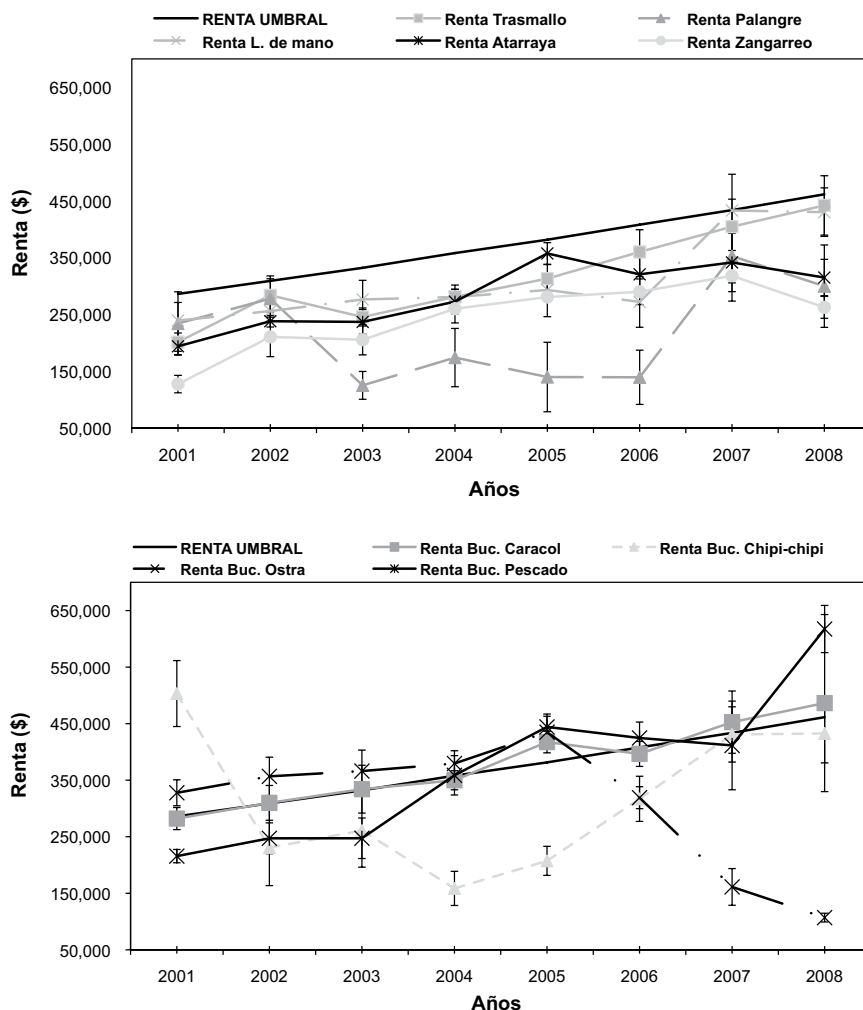 RENTA UMBRAL Renta Trasmallo Renta Palangre
Renta L. de mano Renta Atarraya Renta Zangarreo
650,000
550,000
450,000
350,000
250,000
150,000
50,000
Renta ($)
2001 2002 2003 2004 2005 2006 2007 2008
Años
RENTA UMBRAL Renta Buc. Caracol Renta Buc. Chipi-chipi
Renta Buc. Ostra Renta Buc. Pescado
650,000
550,000
450,000
350,000
250,000
150,000
50,000
Renta ($)
2001 2002 2003 2004 2005 2006 2007 2008
Años